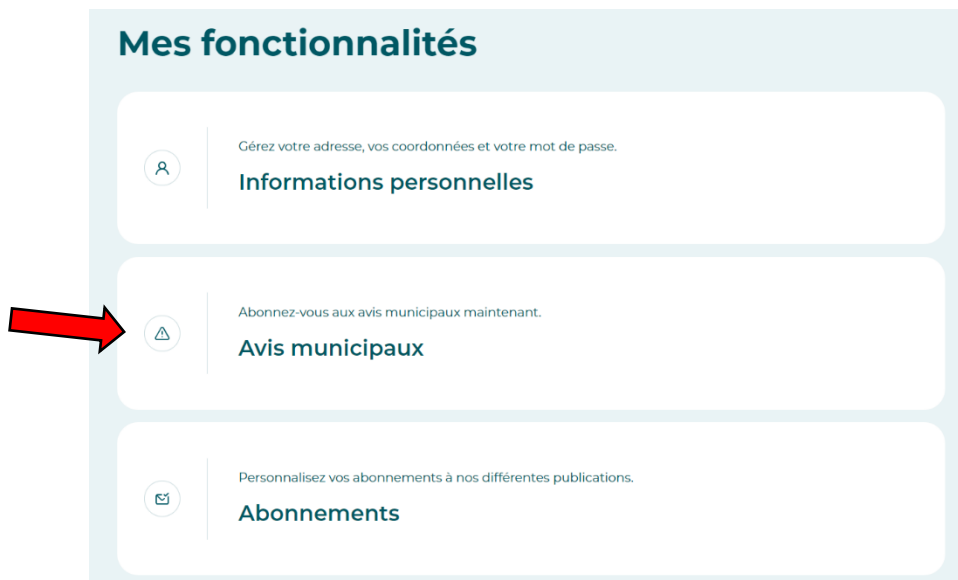 Mes fonctionnalités
Gérez votre adresse, vos coordonnées et votre mot de passe.
Informations personnelles
Abonnez-vous aux avis municipaux maintenant.
Avis municipaux
Personnalisez vos abonnements à nos différentes publications.
Abonnements